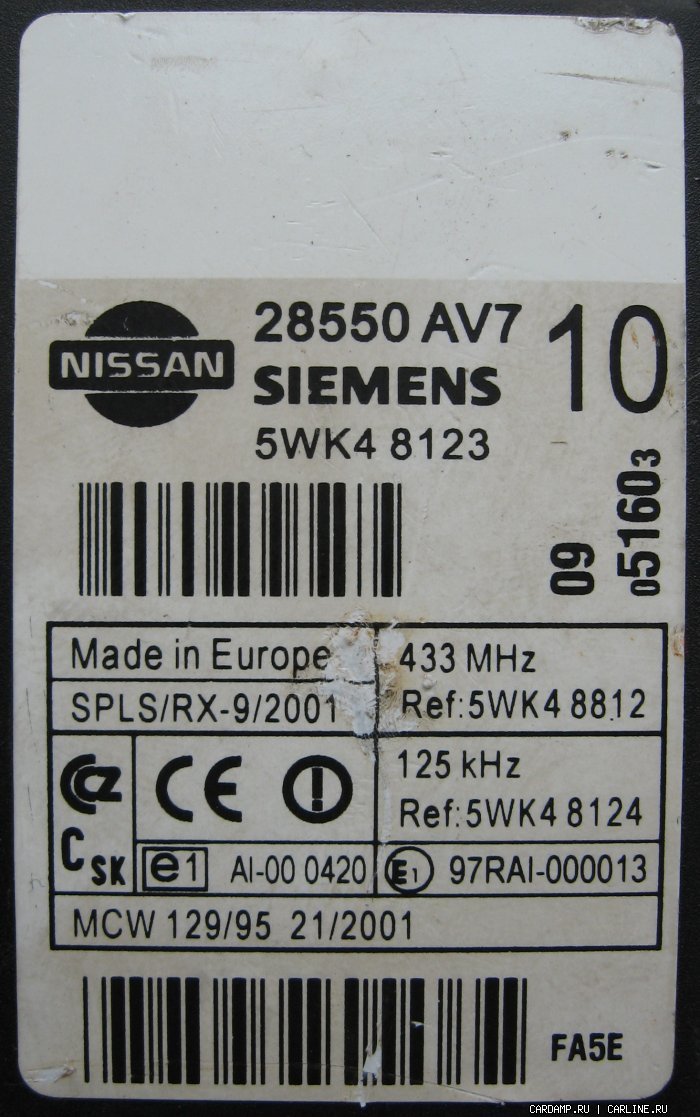 NISSAN
28550 AV7
SIEMENS
5WK4 8123
10
09
051603
Made in Europe
433 MHz
SPLS/RX-9/2001
Ref:5WK4 8812
125 kHz
CE
Ref:5WK4 8124
C SK
e1
AI-00 0420
E1
97RAI-000013
MCW 129/95 21/2001
FA5E
CARDAMP.RU | CARLINE.RU